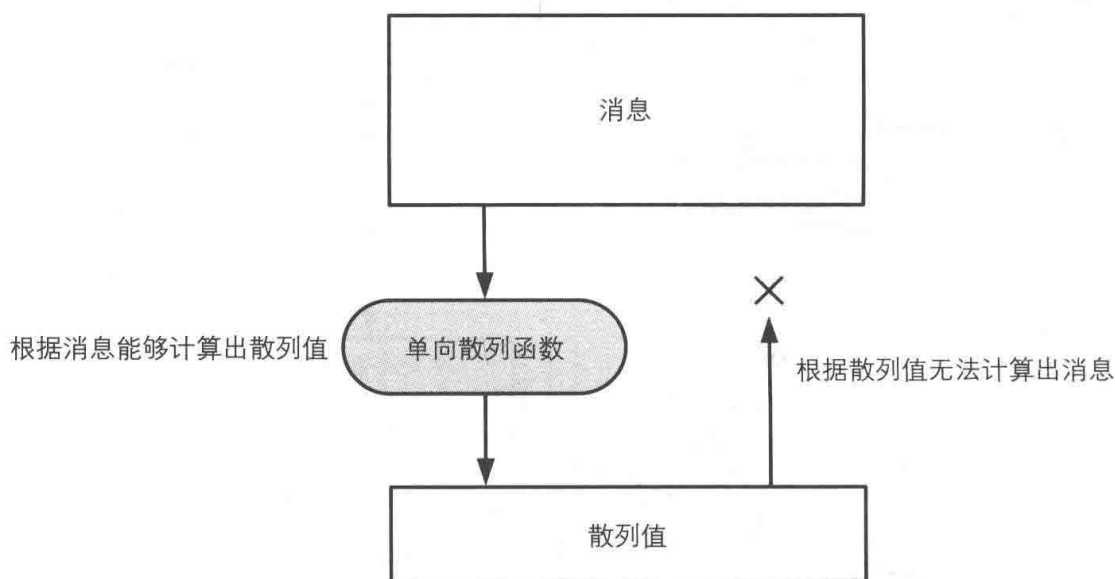 消息
根据消息能够计算出散列值
单向散列函数
根据散列值无法计算出消息
散列值